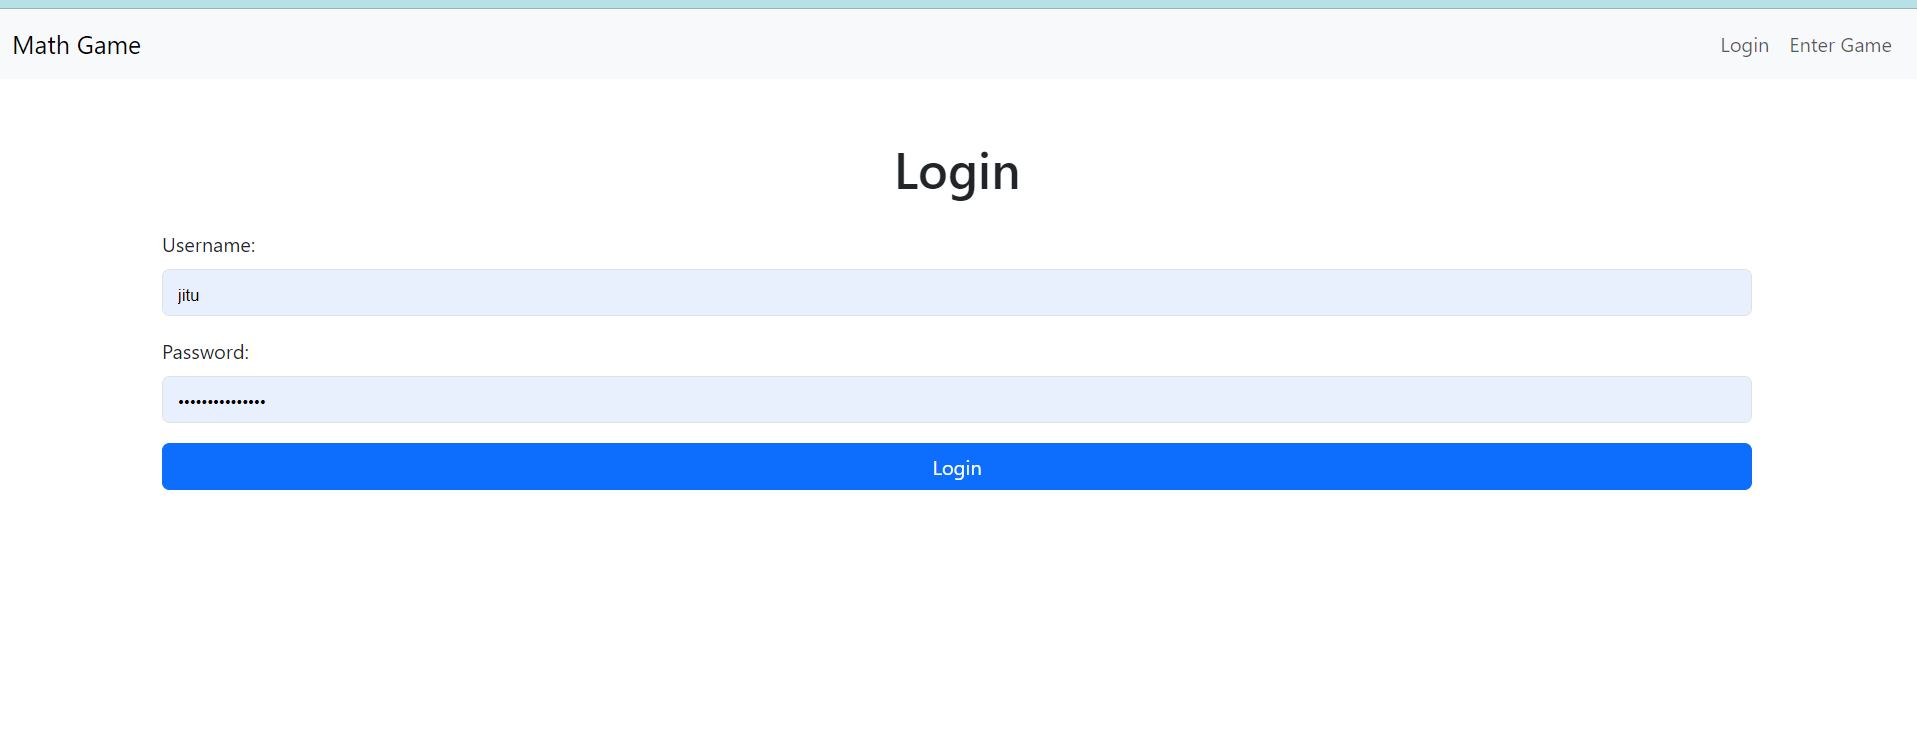 Math Game Login Enter Game
Login
Username:
jitu
Password:
•••••••••••••••
Login